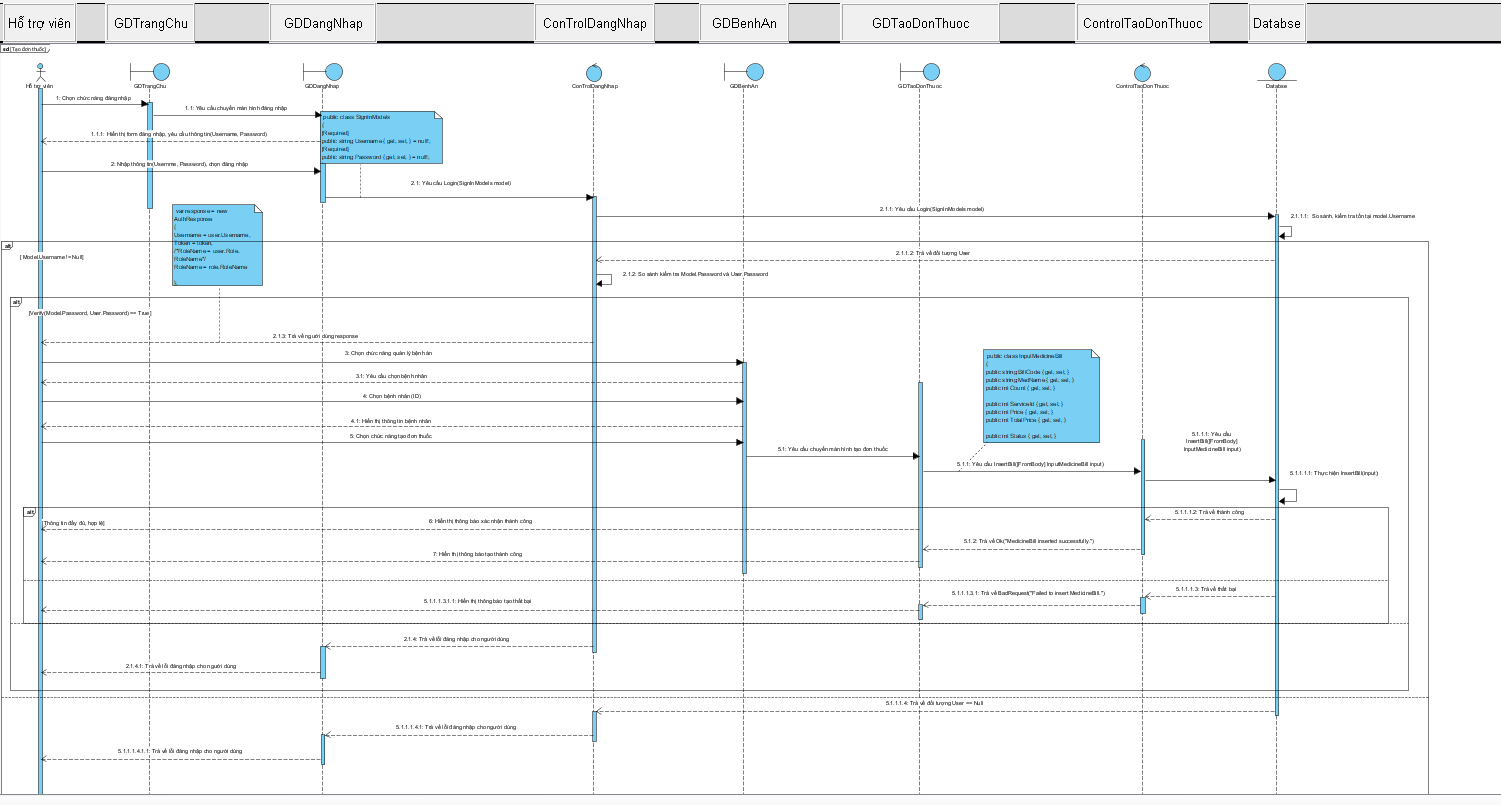 Hỗ trợ viên
GDTrangChu
GDDangNhap
ConTrolDangNhap
GDBenhAn
GDTaoDonThuoc
ControlTaoDonThuoc
Databse
sd [Tạo đơn thuốc]
Hỗ trợ viên
GDTrangChu
GDDangNhap
ConTrolDangNhap
GDBenhAn
GDTaoDonThuoc
ControlTaoDonThuoc
Databse
1: Chọn chức năng đăng nhập
1.1: Yêu cầu chuyển màn hình đăng nhập
public class SignInModels
{
[Required]
public string Username { get; set; } = null!;
[Required]
public string Password { get; set; } = null!;
1.1.1: Hiển thị form đăng nhập, yêu cầu thông tin(Username, Password)
2: Nhập thông tin(Usernme, Password), chọn đăng nhập
2.1: Yêu cầu Login(SignInModels model)
2.1.1: Yêu cầu Login(SignInModels model)
2.1.1.1: So sánh, kiểm tra tồn tại model.Username
var response = new
AuthResponse
{
Username = user.Username,
Token = token,
/*RoleName = user.Role.
RoleName*/
RoleName = role.RoleName
};
alt
[ Model.Username != Null]
2.1.1.2: Trả về đối tượng User
2.1.2: So sánh kiểm tra Model.Password và User.Password
alt
[Verify(Model.Password, User.Password) == True]
2.1.3: Trả về người dùng response
3: Chọn chức năng quản lý bệnh án
3.1: Yêu cầu chọn bệnh nhân
4: Chọn bệnh nhân (ID)
4.1: Hiển thị thông tin bệnh nhân
5: Chọn chức năng tạo đơn thuốc
public class InputMedicineBill
{
public string BillCode { get; set; }
public string MedName { get; set; }
public int Count { get; set; }
public int ServiceId { get; set; }
public int Price { get; set; }
public int TotalPrice { get; set; }
public int Status { get; set; }
5.1: Yêu cầu chuyển màn hình tạo đơn thuốc
5.1.1: Yêu cầu InsertBill([FromBody] InputMedicineBill input)
5.1.1.1: Yêu cầu
InsertBill([FromBody]
InputMedicineBill input)
5.1.1.1.1: Thực hiện InsertBill(input)
alt
[Thông tin đầy đủ, hợp lệ]
5.1.1.1.2: Trả về thành công
6: Hiển thị thông báo xác nhận thành công
5.1.2: Trả về Ok("MedicineBill inserted successfully.")
7: Hiển thị thông báo tạo thành công
5.1.1.1.3: Trả về thất bại
5.1.1.1.3.1: Trả về BadRequest("Failed to insert MedicineBill.")
5.1.1.1.3.1.1: Hiển thị thông báo tạo thất bại
2.1.4: Trả về lỗi đăng nhập cho người dùng
2.1.4.1: Trả về lỗi đăng nhập cho người dùng
5.1.1.1.4: Trả về đối tượng User == Null
5.1.1.1.4.1: Trả về lỗi đăng nhập cho người dùng
5.1.1.1.4.1.1: Trả về lỗi đăng nhập cho người dùng